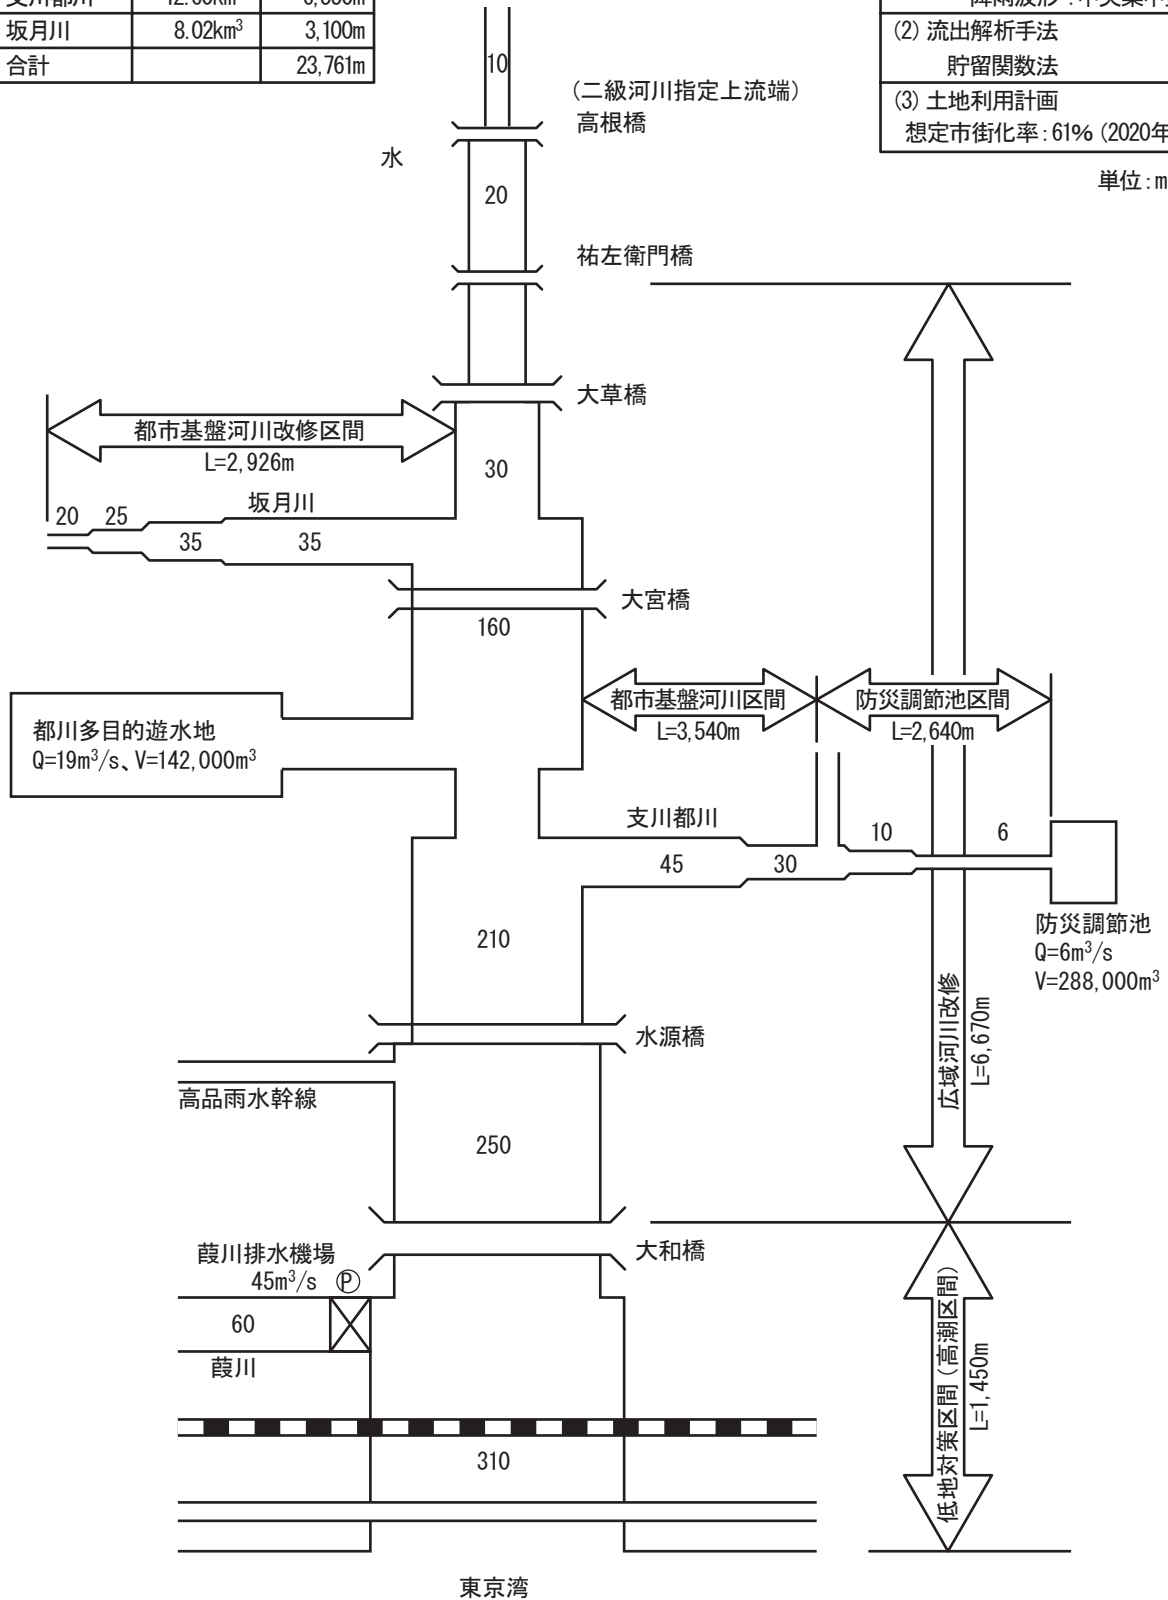 坂月川 8.02km³ 3,100m
合計 23,761m
(2) 流出解析手法
貯留関数法
(3) 土地利用計画
想定市街化率：61% (2020年
単位：m
10
(二級河川指定上流端)
高根橋
水
20
祐左衛門橋
大草橋
都市基盤河川改修区間
L=2,926m
30
坂月川
20 25
35 35
大宮橋
160
都市基盤河川区間
L=3,540m
防災調節池区間
L=2,640m
都川多目的遊水地
Q=19m³/s、V=142,000m³
支川都川
45 30 10 6
防災調節池
Q=6m³/s
V=288,000m³
210
広域河川改修
L=6,670m
水源橋
高品雨水幹線
250
大和橋
葭川排水機場
45m³/s Ⓟ
60
葭川
低地対策区間（高潮区間）
L=1,450m
310
東京湾